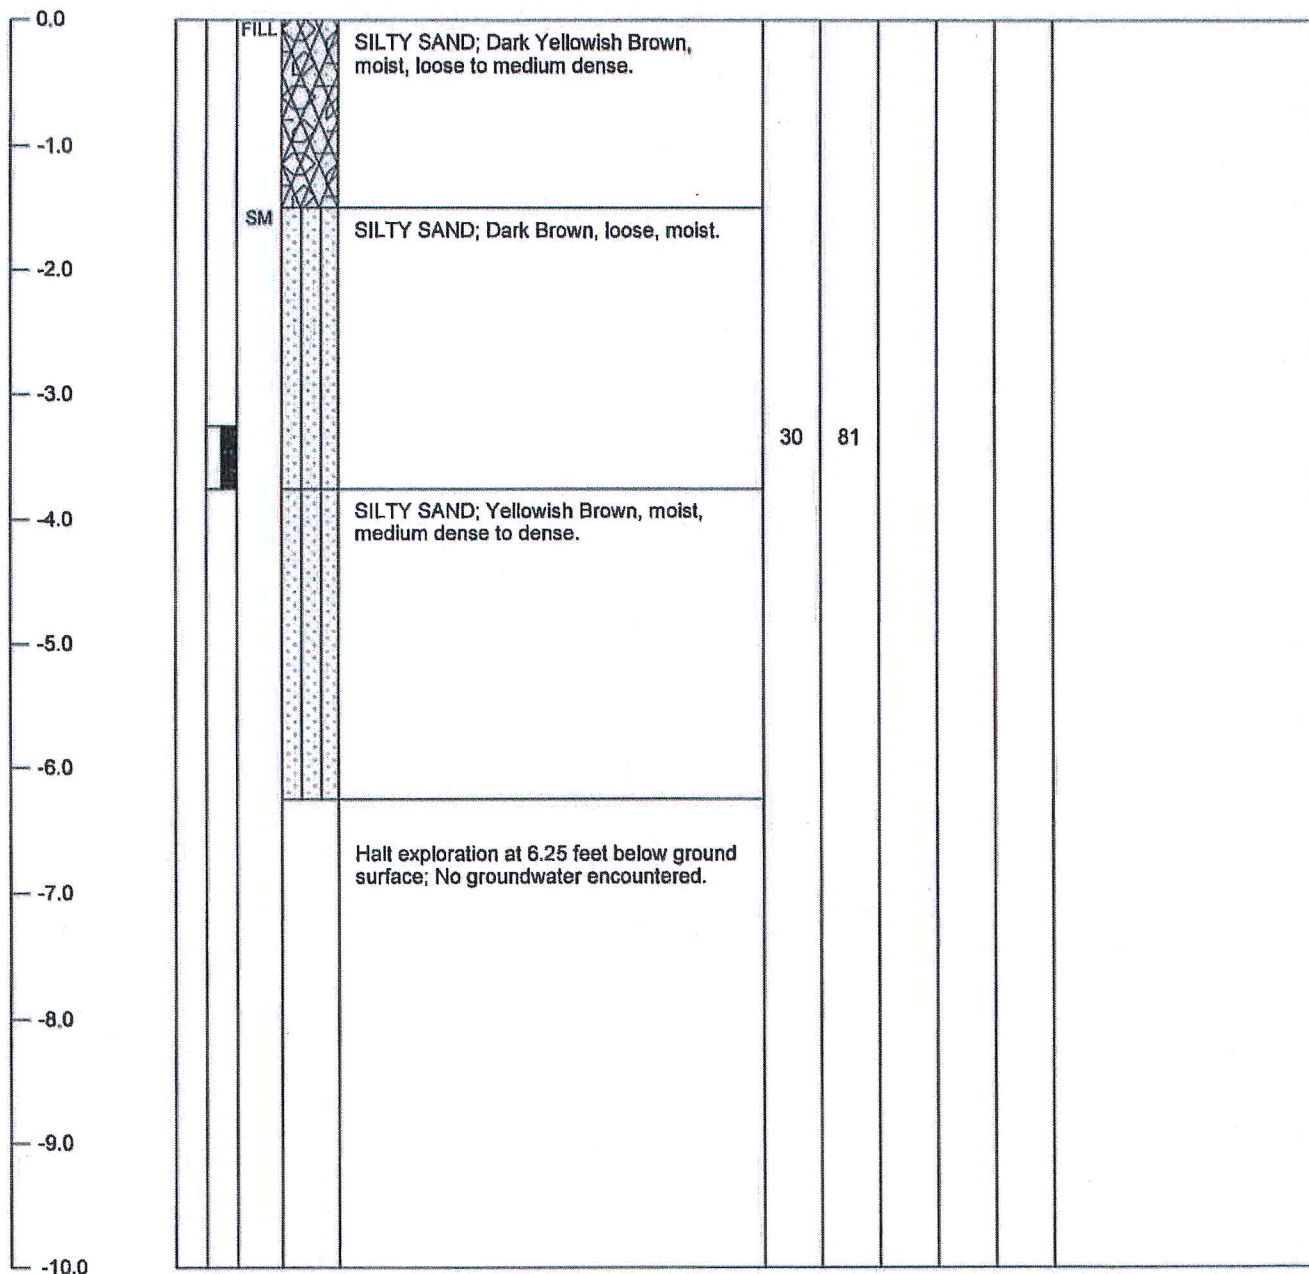 0.0
FILL
SILTY SAND; Dark Yellowish Brown,
moist, loose to medium dense.
-1.0
SM
SILTY SAND; Dark Brown, loose, moist.
-2.0
-3.0
30 81
SILTY SAND; Yellowish Brown, moist,
medium dense to dense.
-4.0
-5.0
-6.0
Halt exploration at 6.25 feet below ground
surface; No groundwater encountered.
-7.0
-8.0
-9.0
-10.0